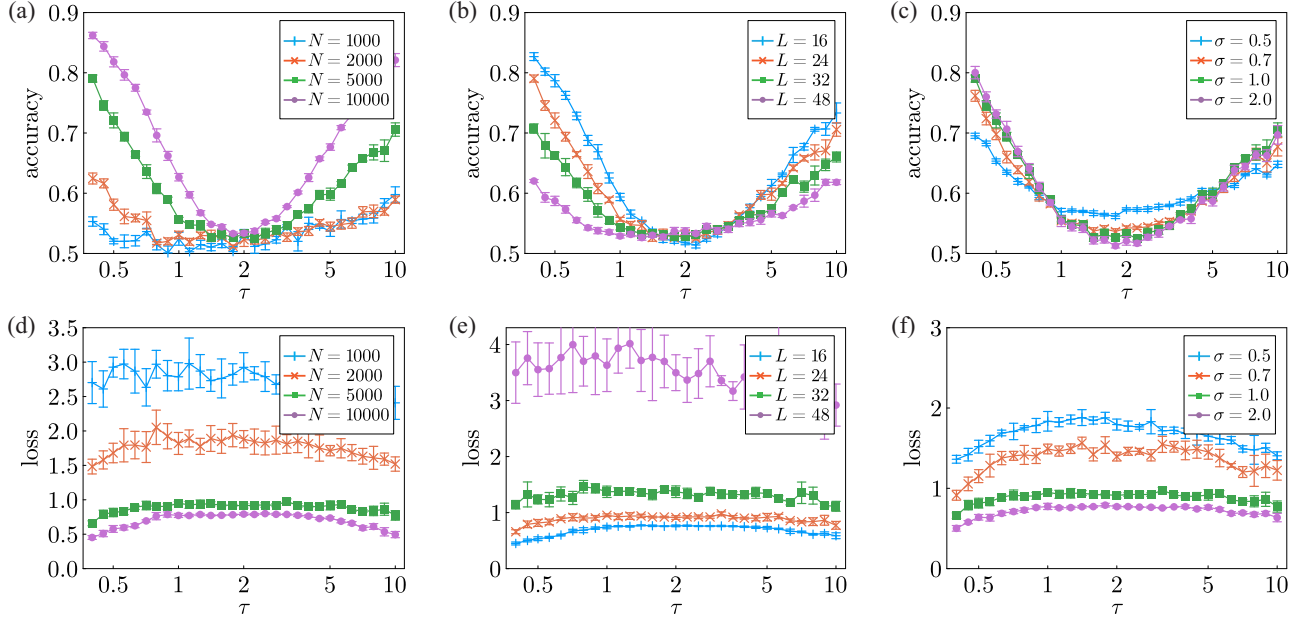 (a)
accuracy
0.9
0.8
0.7
0.6
0.5
0.5 1 2 5 10
τ
N = 1000
N = 2000
N = 5000
N = 10000
(b)
accuracy
0.9
0.8
0.7
0.6
0.5
0.5 1 2 5 10
τ
L = 16
L = 24
L = 32
L = 48
(c)
accuracy
0.9
0.8
0.7
0.6
0.5
0.5 1 2 5 10
τ
σ = 0.5
σ = 0.7
σ = 1.0
σ = 2.0
(d)
loss
3.5
3.0
2.5
2.0
1.5
1.0
0.5
0.0
0.5 1 2 5 10
τ
N = 1000
N = 2000
N = 5000
N = 10000
(e)
loss
4
3
2
1
0
0.5 1 2 5 10
τ
L = 16
L = 24
L = 32
L = 48
(f)
loss
3
2
1
0
0.5 1 2 5 10
τ
σ = 0.5
σ = 0.7
σ = 1.0
σ = 2.0